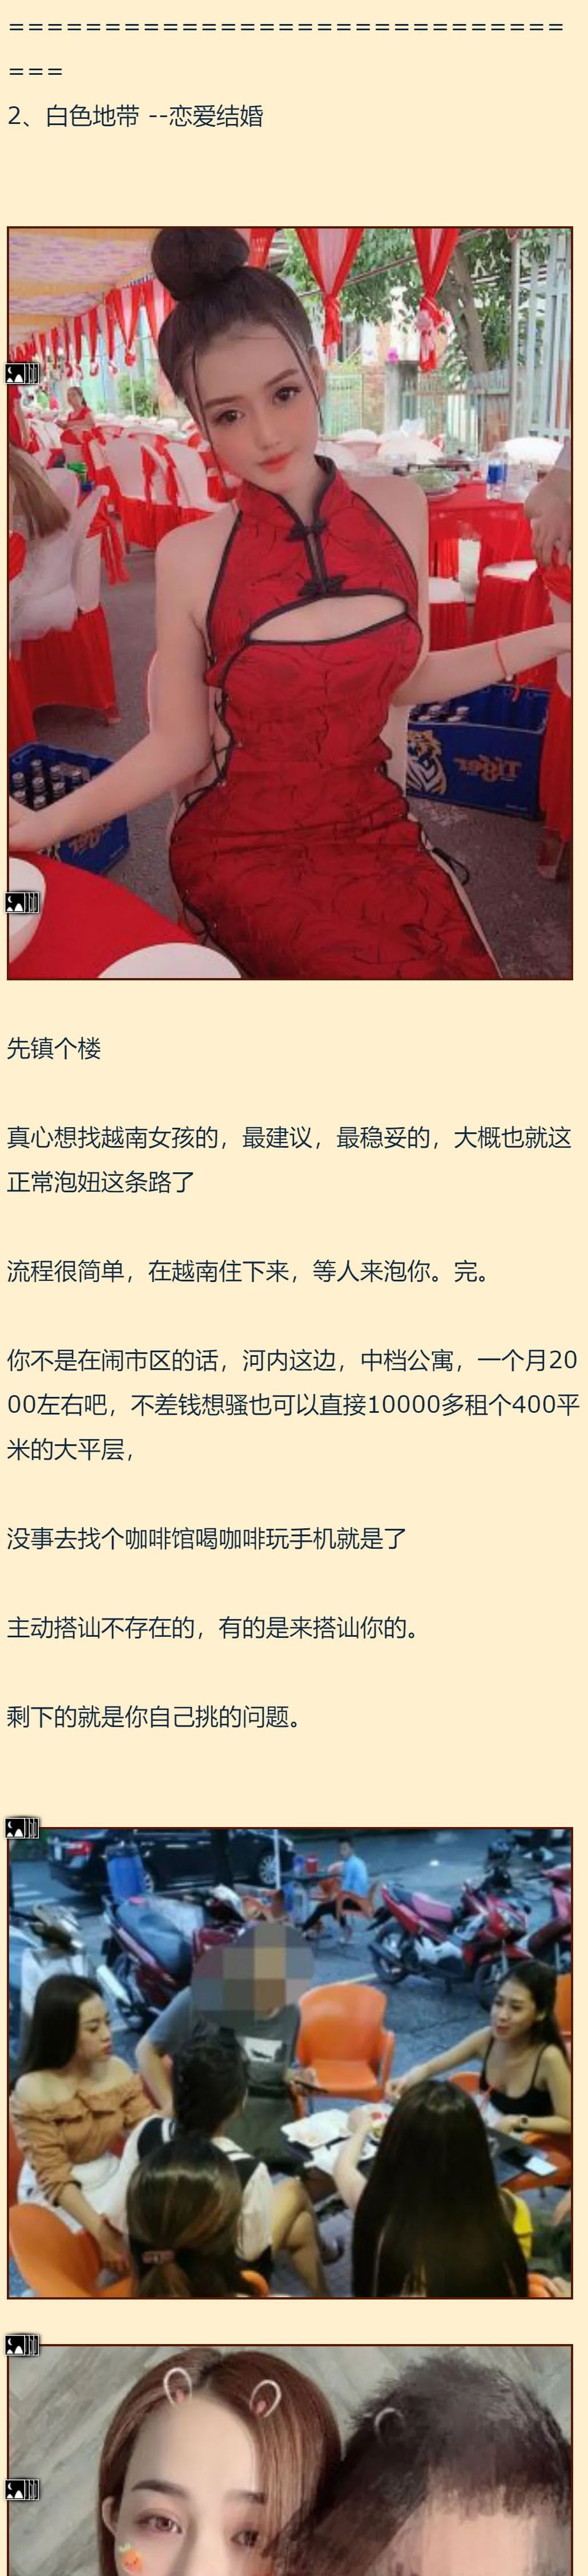 =============================
===
2、白色地带 --恋爱结婚
Tiger
先镇个楼
真心想找越南女孩的，最建议，最稳妥的，大概也就这
正常泡妞这条路了
流程很简单，在越南住下来，等人来泡你。完。
你不是在闹市区的话，河内这边，中档公寓，一个月20
00左右吧，不差钱想骚也可以直接10000多租个400平
米的大平层，
没事去找个咖啡馆喝咖啡玩手机就是了
主动搭讪不存在的，有的是来搭讪你的。
剩下的就是你自己挑的问题。